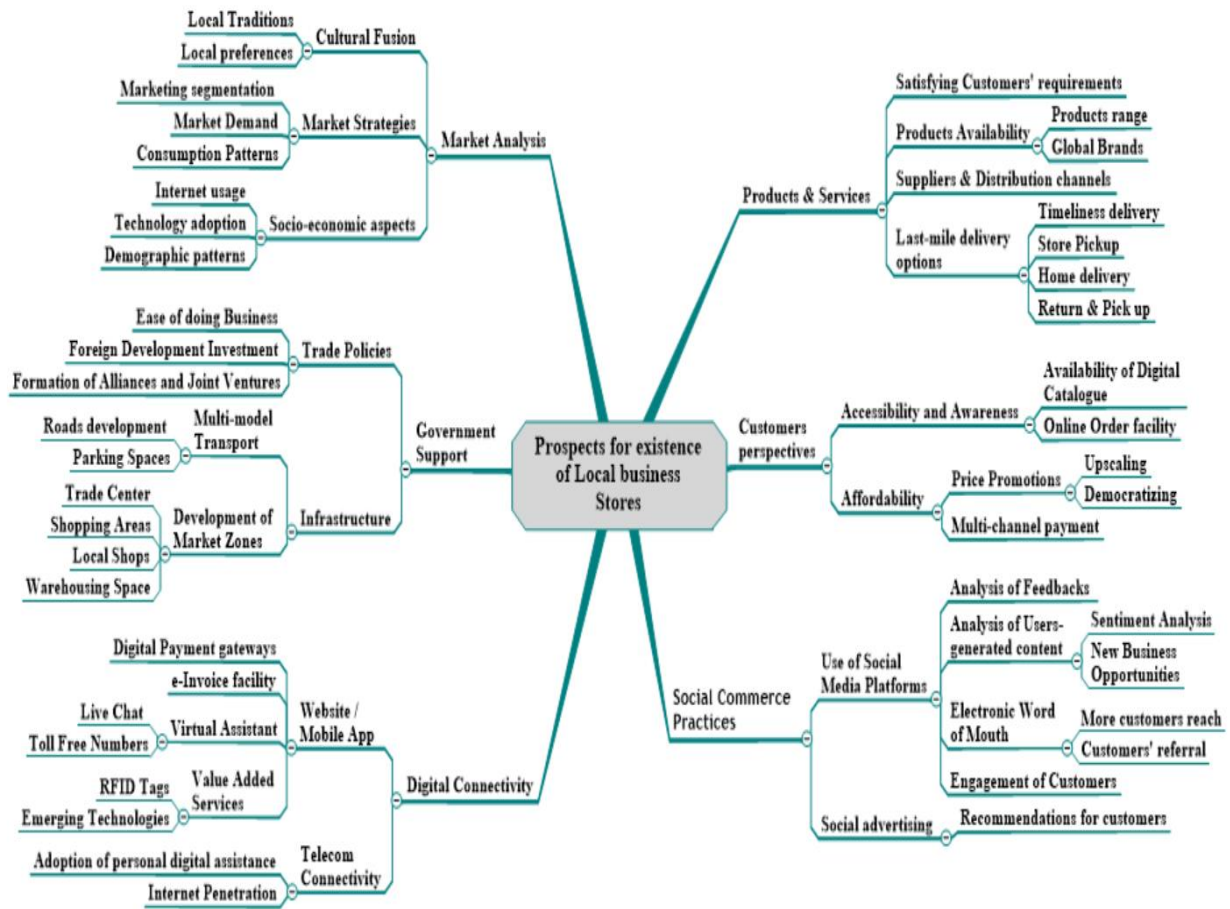 Local Traditions
Local preferences
Cultural Fusion
Marketing segmentation
Market Demand
Consumption Patterns
Market Strategies
Internet usage
Technology adoption
Demographic patterns
Socio-economic aspects
Market Analysis
Ease of doing Business
Foreign Development Investment
Formation of Alliances and Joint Ventures
Trade Policies
Roads development
Parking Spaces
Multi-model
Transport
Trade Center
Shopping Areas
Local Shops
Warehousing Space
Development of
Market Zones
Infrastructure
Government
Support
Digital Payment gateways
e-Invoice facility
Live Chat
Toll Free Numbers
Virtual Assistant
RFID Tags
Emerging Technologies
Value Added
Services
Website /
Mobile App
Adoption of personal digital assistance
Internet Penetration
Telecom
Connectivity
Digital Connectivity
Prospects for existence
of Local business
Stores
Products & Services
Satisfying Customers' requirements
Products Availability
Products range
Global Brands
Suppliers & Distribution channels
Last-mile delivery
options
Timeliness delivery
Store Pickup
Home delivery
Return & Pick up
Customers
perspectives
Accessibility and Awareness
Availability of Digital
Catalogue
Online Order facility
Affordability
Price Promotions
Upscaling
Democratizing
Multi-channel payment
Social Commerce
Practices
Use of Social
Media Platforms
Analysis of Feedbacks
Analysis of Users-
generated content
Sentiment Analysis
New Business
Opportunities
Electronic Word
of Mouth
More customers reach
Customers' referral
Engagement of Customers
Social advertising
Recommendations for customers